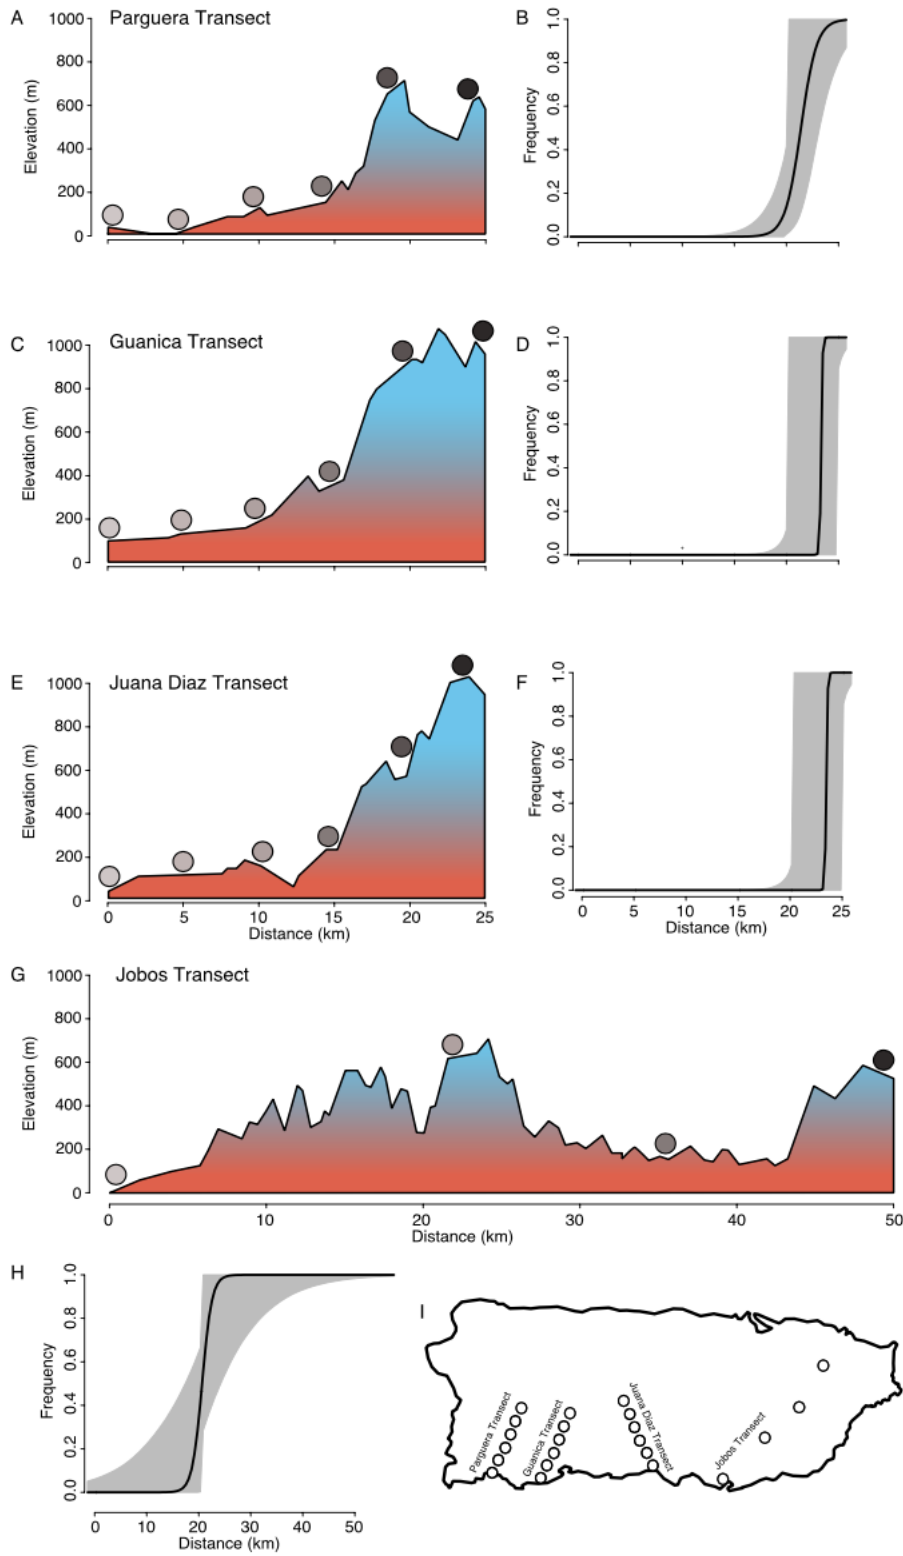 A Parguera Transect
Elevation (m)
1000
800
600
400
200
0
B
Frequency
1.0
0.8
0.6
0.4
0.2
0.0
C Guanica Transect
Elevation (m)
1000
800
600
400
200
0
D
Frequency
1.0
0.8
0.6
0.4
0.2
0.0
E Juana Diaz Transect
Elevation (m)
1000
800
600
400
200
0
0 5 10 15 20 25
Distance (km)
F
Frequency
1.0
0.8
0.6
0.4
0.2
0.0
0 5 10 15 20 25
Distance (km)
G Jobos Transect
Elevation (m)
1000
800
600
400
200
0
0 10 20 30 40 50
Distance (km)
H
Frequency
1.0
0.8
0.6
0.4
0.2
0.0
0 10 20 30 40 50
Distance (km)
I
Parguera Transect
Guanica Transect
Juana Diaz Transect
Jobos Transect